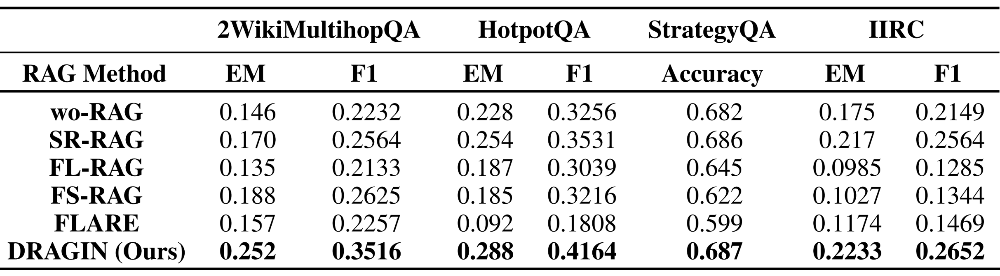 2WikiMultihopQA HotpotQA StrategyQA IIRC
RAG Method EM F1 EM F1 Accuracy EM F1
wo-RAG 0.146 0.2232 0.228 0.3256 0.682 0.175 0.2149
SR-RAG 0.170 0.2564 0.254 0.3531 0.686 0.217 0.2564
FL-RAG 0.135 0.2133 0.187 0.3039 0.645 0.0985 0.1285
FS-RAG 0.188 0.2625 0.185 0.3216 0.622 0.1027 0.1344
FLARE 0.157 0.2257 0.092 0.1808 0.599 0.1174 0.1469
DRAGIN (Ours) 0.252 0.3516 0.288 0.4164 0.687 0.2233 0.2652